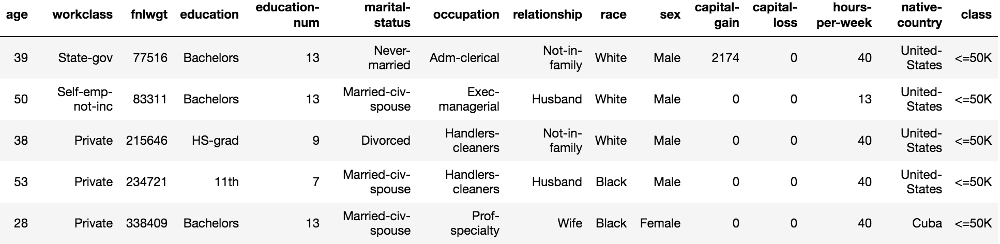 age workclass fnlwgt education education-num marital-status occupation relationship race sex capital-gain capital-loss hours-per-week native-country class
39 State-gov 77516 Bachelors 13 Never-married Adm-clerical Not-in-family White Male 2174 0 40 United-States <=50K
50 Self-emp-not-inc 83311 Bachelors 13 Married-civ-spouse Exec-managerial Husband White Male 0 0 13 United-States <=50K
38 Private 215646 HS-grad 9 Divorced Handlers-cleaners Not-in-family White Male 0 0 40 United-States <=50K
53 Private 234721 11th 7 Married-civ-spouse Handlers-cleaners Husband Black Male 0 0 40 United-States <=50K
28 Private 338409 Bachelors 13 Married-civ-spouse Prof-specialty Wife Black Female 0 0 40 Cuba <=50K